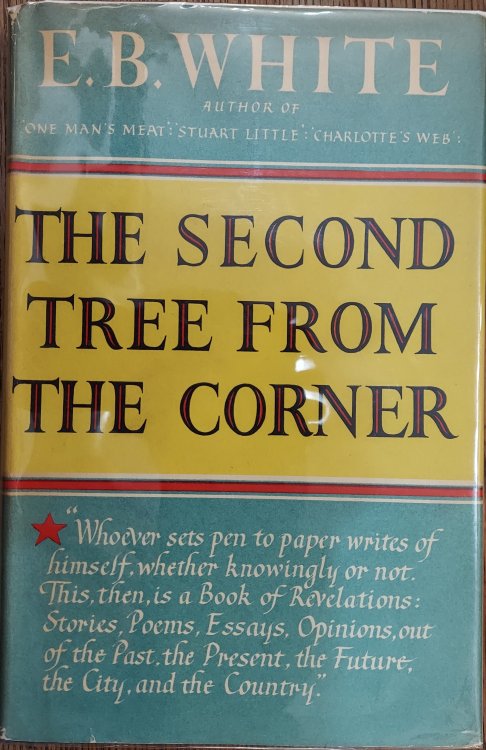 E. B. WHITE
AUTHOR OF
"ONE MAN'S MEAT": "STUART LITTLE": "CHARLOTTE'S WEB":
THE SECOND
TREE FROM
THE CORNER
"Whoever sets pen to paper writes of
himself, whether knowingly or not.
This, then, is a Book of Revelations:
Stories, Poems, Essays, Opinions, out
of the Past, the Present, the Future,
the City, and the Country."